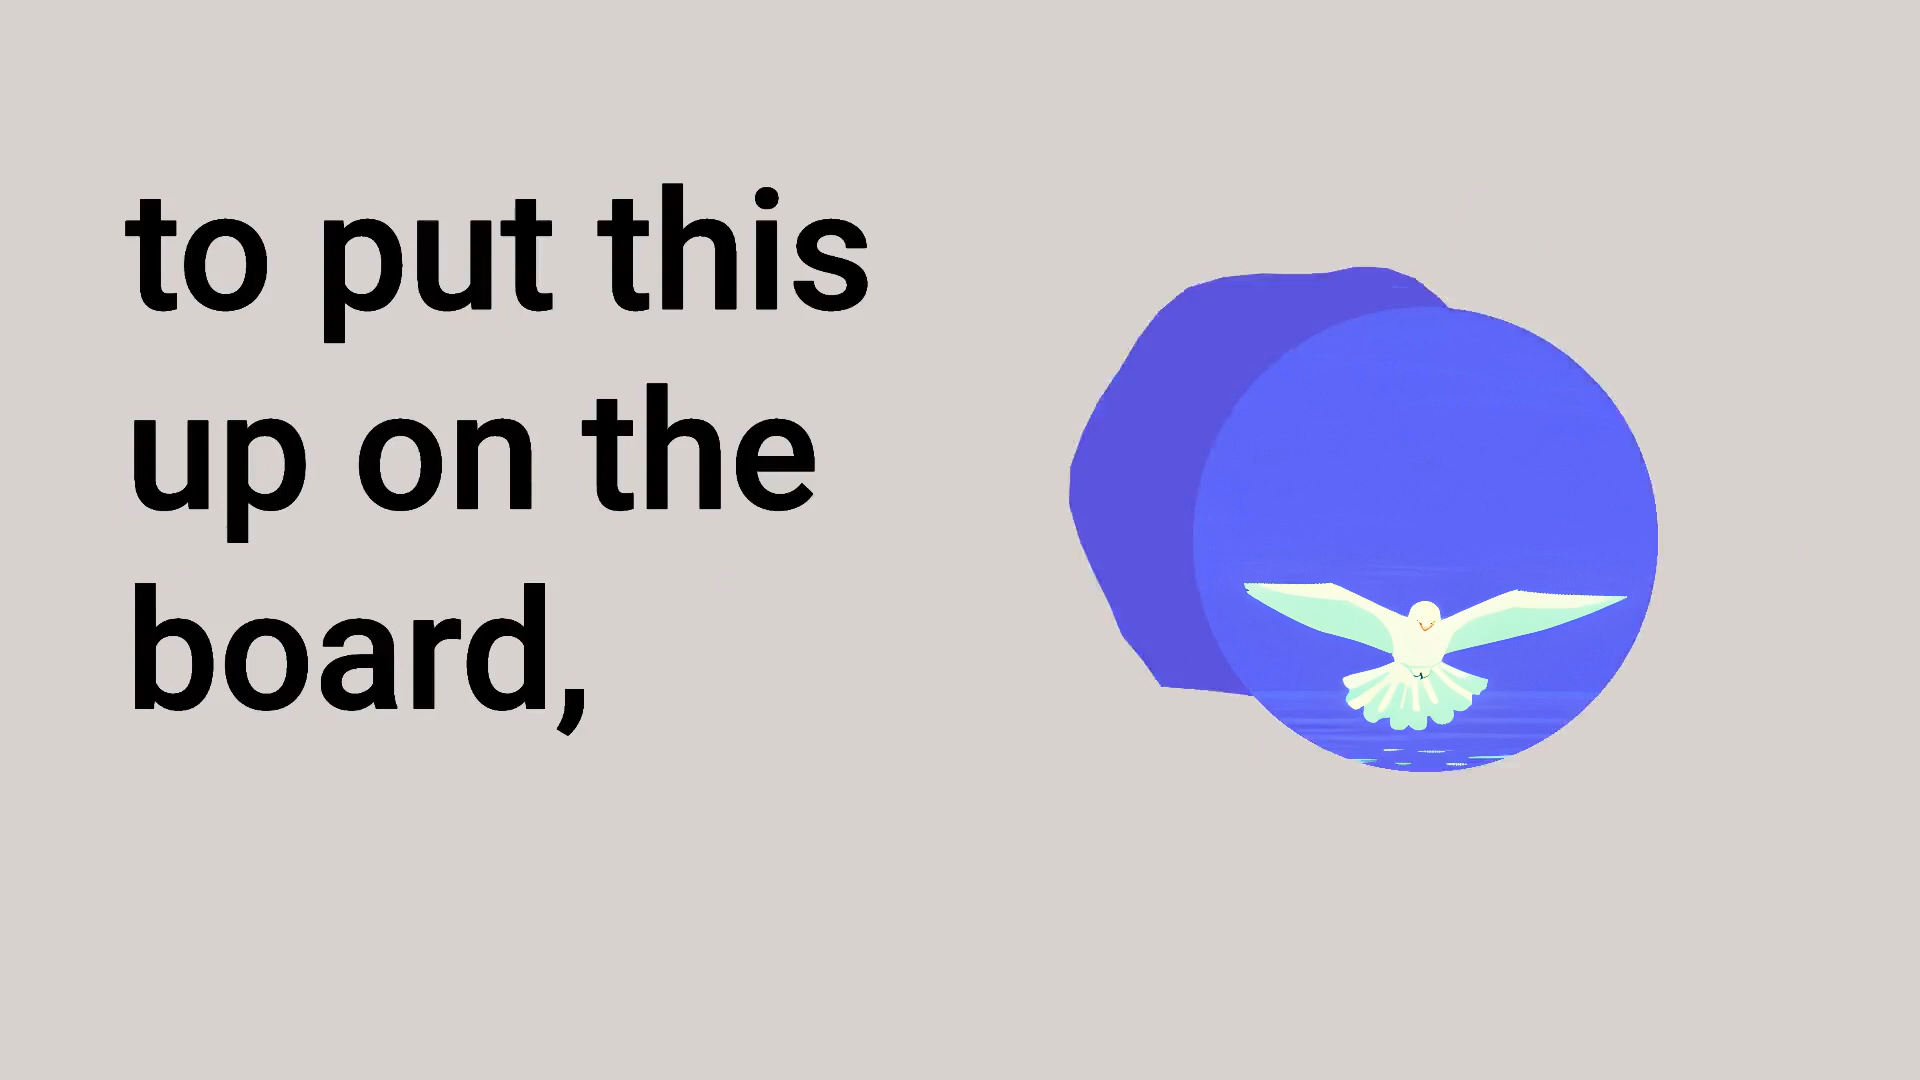 to put this
up on the
board,